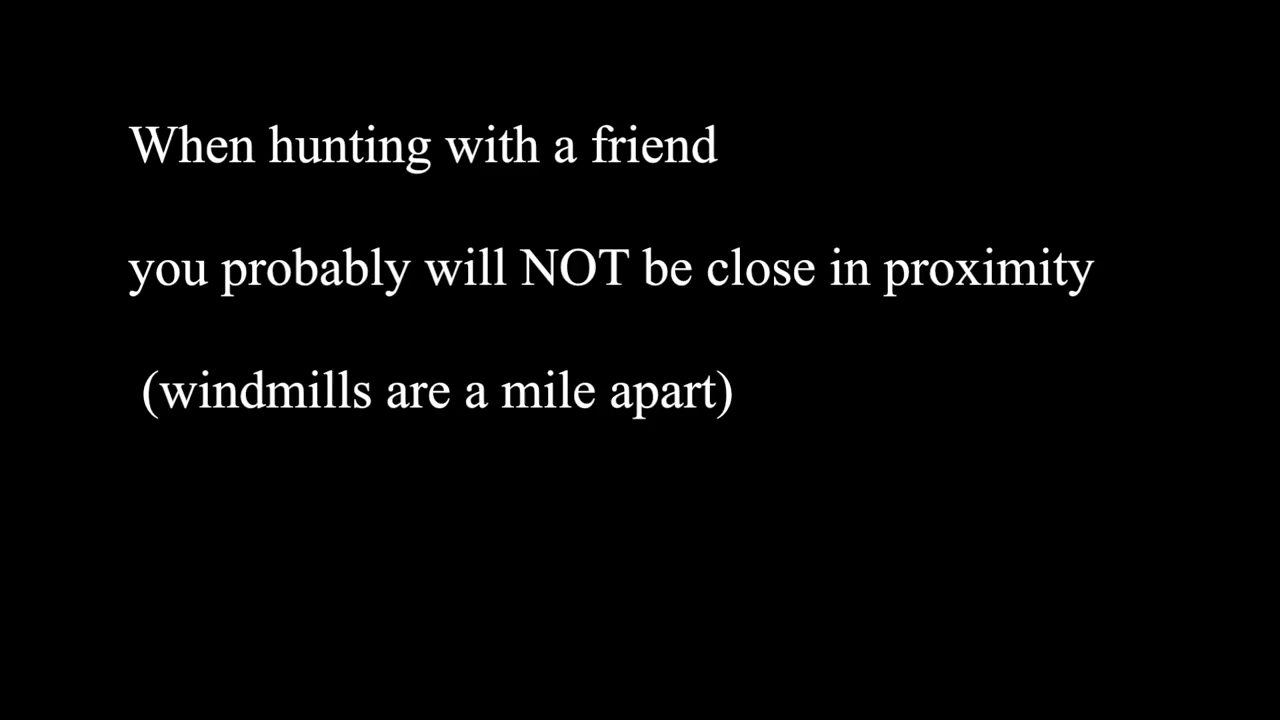 When hunting with a friend
you probably will NOT be close in proximity
(windmills are a mile apart)